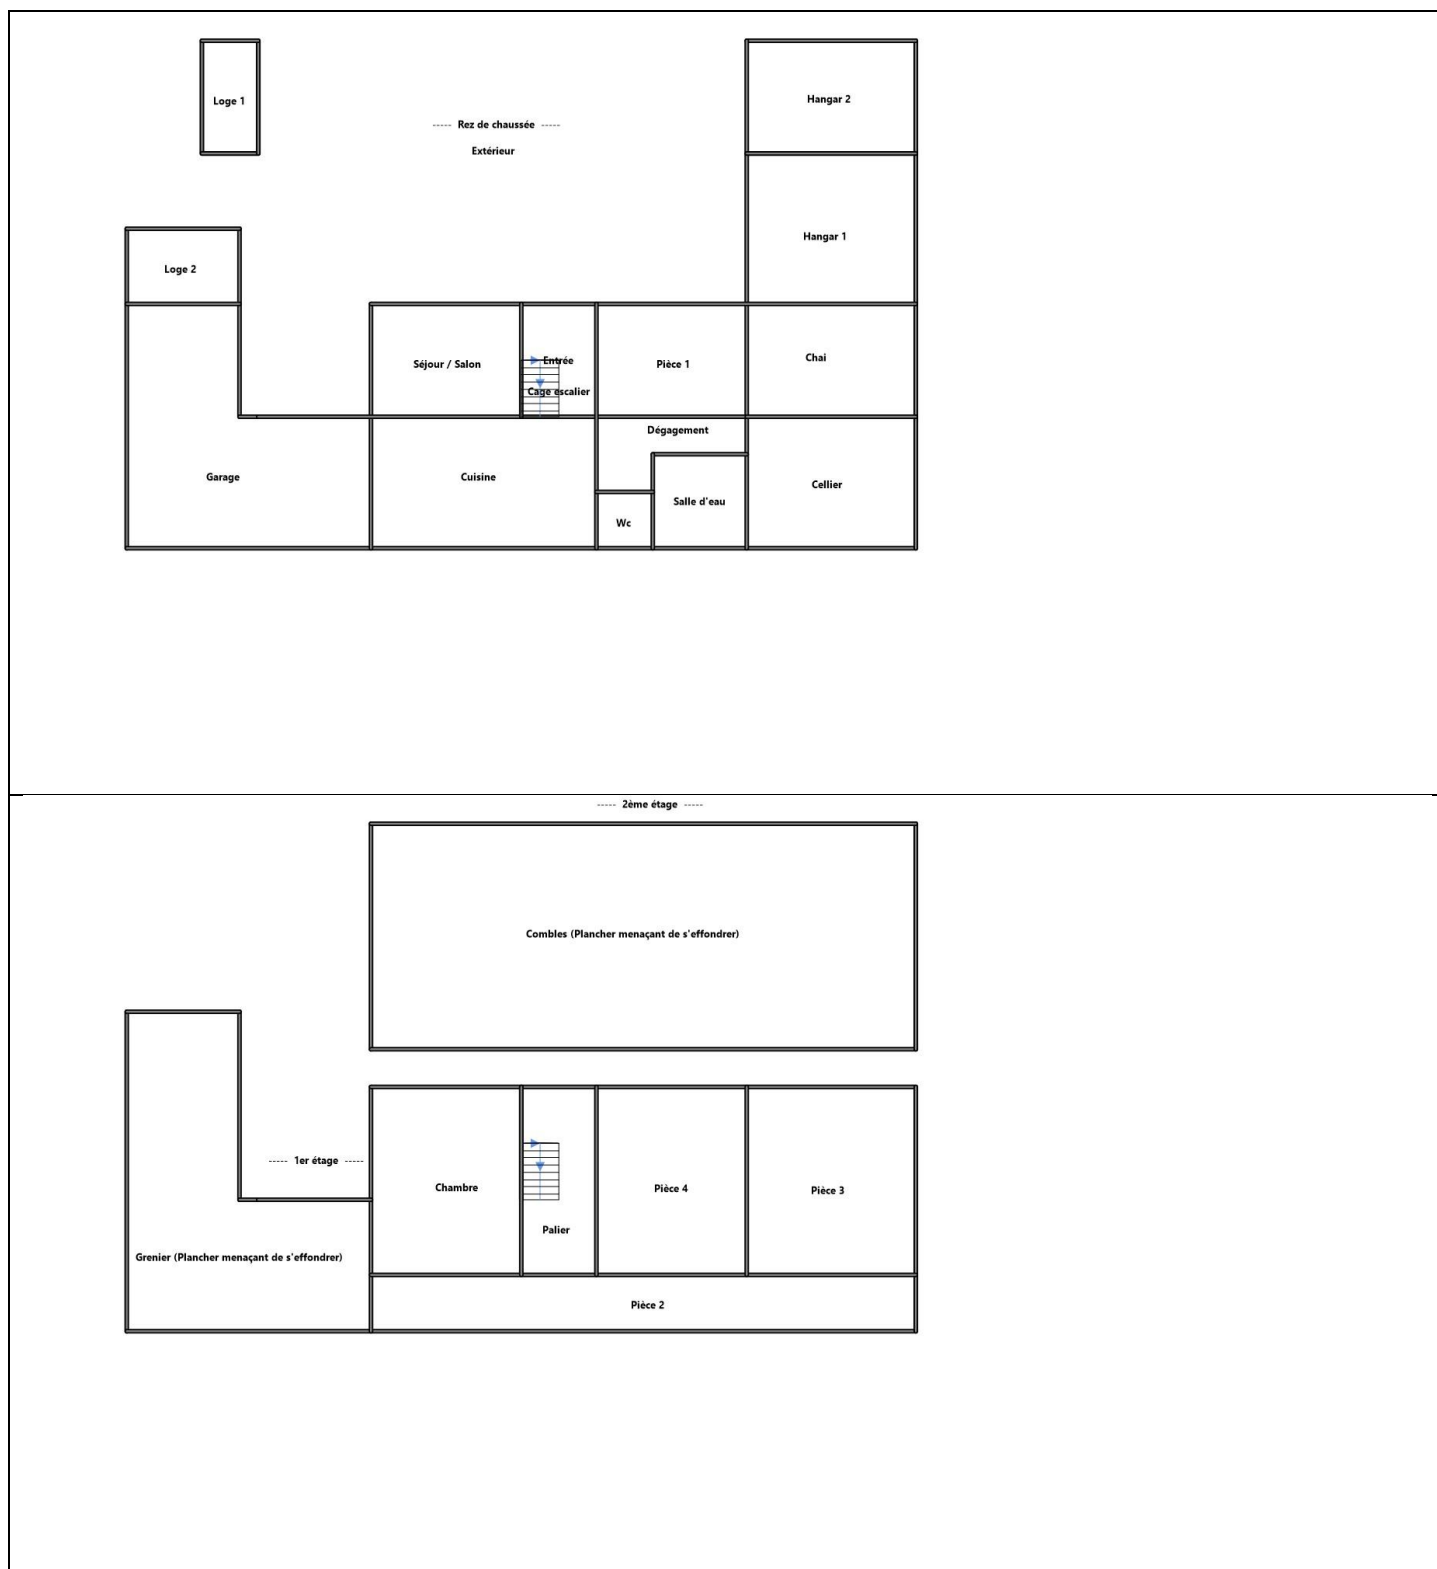 Loge 1
Hangar 2
----- Rez de chaussée -----
Extérieur
Hangar 1
Loge 2
Séjour / Salon
Entrée
Cage escalier
Pièce 1
Chai
Dégagement
Garage
Cuisine
Salle d'eau
Cellier
Wc
----- 2ème étage -----
Combles (Plancher menaçant de s'effondrer)
----- 1er étage -----
Chambre
Pièce 4
Pièce 3
Palier
Grenier (Plancher menaçant de s'effondrer)
Pièce 2